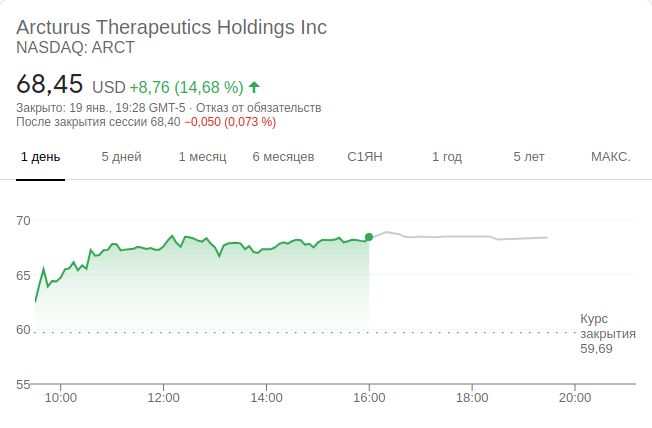 Arcturus Therapeutics Holdings Inc
NASDAQ: ARCT
68,45 USD +8,76 (14,68 %)
Закрыто: 19 янв., 19:28 GMT-5 · Отказ от обязательств
После закрытия сессии 68,40 −0,050 (0,073 %)
1 день 5 дней 1 месяц 6 месяцев С1ЯН 1 год 5 лет МАКС.
70
65
60
55
Курс
закрытия
59,69
10:00 12:00 14:00 16:00 18:00 20:00